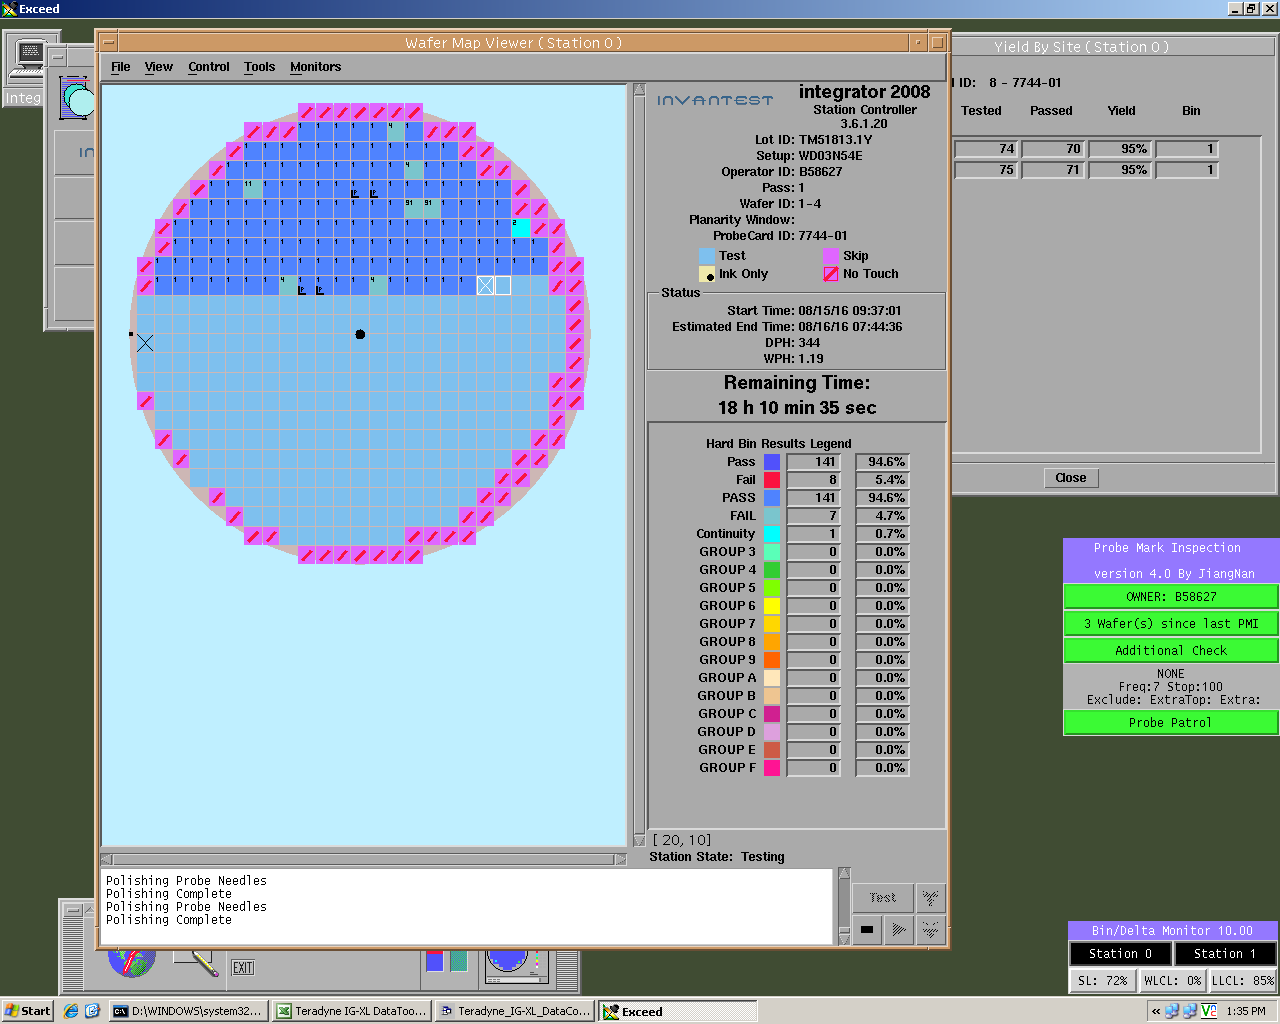 Exceed
Wafer Map Viewer ( Station 0 )
Yield By Site ( Station 0 )
File View Control Tools Monitors
Integ
IN
INVANTEST
integrator 2008
Station Controller
3.6.1.20
Lot ID: TM51813.1Y
Setup: WD03N54E
Operator ID: B58627
Pass: 1
Wafer ID: 1-4
Planarity Window:
ProbeCard ID: 7744-01
Test Skip
Ink Only No Touch
Status
Start Time: 08/15/16 09:37:01
Estimated End Time: 08/16/16 07:44:36
DPH: 344
WPH: 1.19
Remaining Time:
18 h 10 min 35 sec
Hard Bin Results Legend
Pass 141 94.6%
Fail 8 5.4%
PASS 141 94.6%
FAIL 7 4.7%
Continuity 1 0.7%
GROUP 3 0 0.0%
GROUP 4 0 0.0%
GROUP 5 0 0.0%
GROUP 6 0 0.0%
GROUP 7 0 0.0%
GROUP 8 0 0.0%
GROUP 9 0 0.0%
GROUP A 0 0.0%
GROUP B 0 0.0%
GROUP C 0 0.0%
GROUP D 0 0.0%
GROUP E 0 0.0%
GROUP F 0 0.0%
[ 20, 10]
Station State: Testing
Test
Polishing Probe Needles
Polishing Complete
Polishing Probe Needles
Polishing Complete
EXIT
ID: 8 - 7744-01
Tested Passed Yield Bin
74 70 95% 1
75 71 95% 1
Close
Probe Mark Inspection
version 4.0 By JiangNan
OWNER: B58627
3 Wafer(s) since last PMI
Additional Check
NONE
Freq:7 Stop:100
Exclude: ExtraTop: Extra:
Probe Patrol
Bin/Delta Monitor 10.00
Station 0 Station 1
SL: 72% WLCL: 0% LLCL: 85%
Start
D:\WINDOWS\system32...
Teradyne IG-XL DataToo...
Teradyne_IG-XL_DataCo...
Exceed
1:35 PM